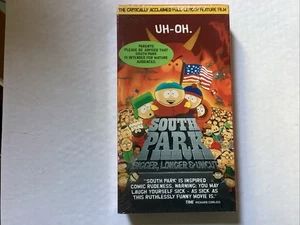 THE CRITICALLY ACCLAIMED FULL-LENGTH FEATURE FILM
UH-OH.
PARENTS:
PLEASE BE ADVISED THAT
SOUTH PARK
IS INTENDED FOR MATURE
AUDIENCES.
SOUTH
PARK
BIGGER, LONGER & UNCUT
"'SOUTH PARK' IS INSPIRED
COMIC RUDENESS. WARNING: YOU MAY
LAUGH YOURSELF SICK - AS SICK AS
THIS RUTHLESSLY FUNNY MOVIE IS."
TIME RICHARD CORLISS